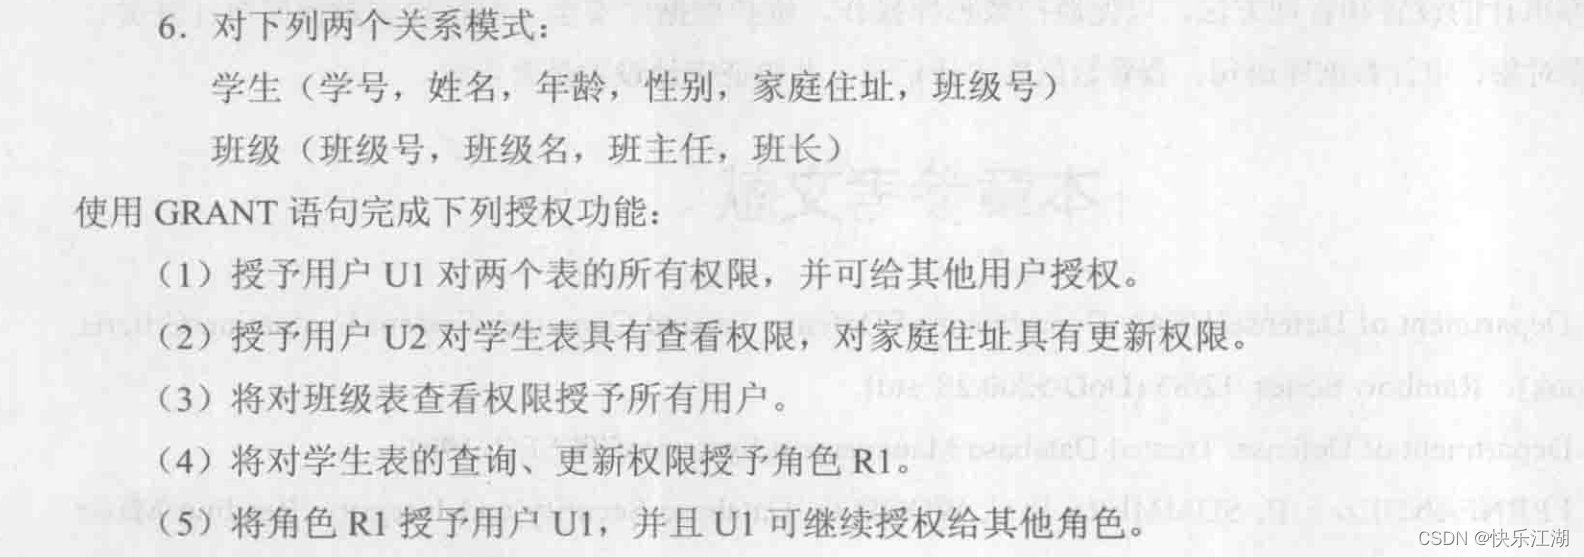 6. 对下列两个关系模式：
学生（学号，姓名，年龄，性别，家庭住址，班级号）
班级（班级号，班级名，班主任，班长）
使用 GRANT 语句完成下列授权功能：
（1）授予用户 U1 对两个表的所有权限，并可给其他用户授权。
（2）授予用户 U2 对学生表具有查看权限，对家庭住址具有更新权限。
（3）将对班级表查看权限授予所有用户。
（4）将对学生表的查询、更新权限授予角色 R1。
（5）将角色 R1 授予用户 U1，并且 U1 可继续授权给其他角色。
CSDN @快乐江湖